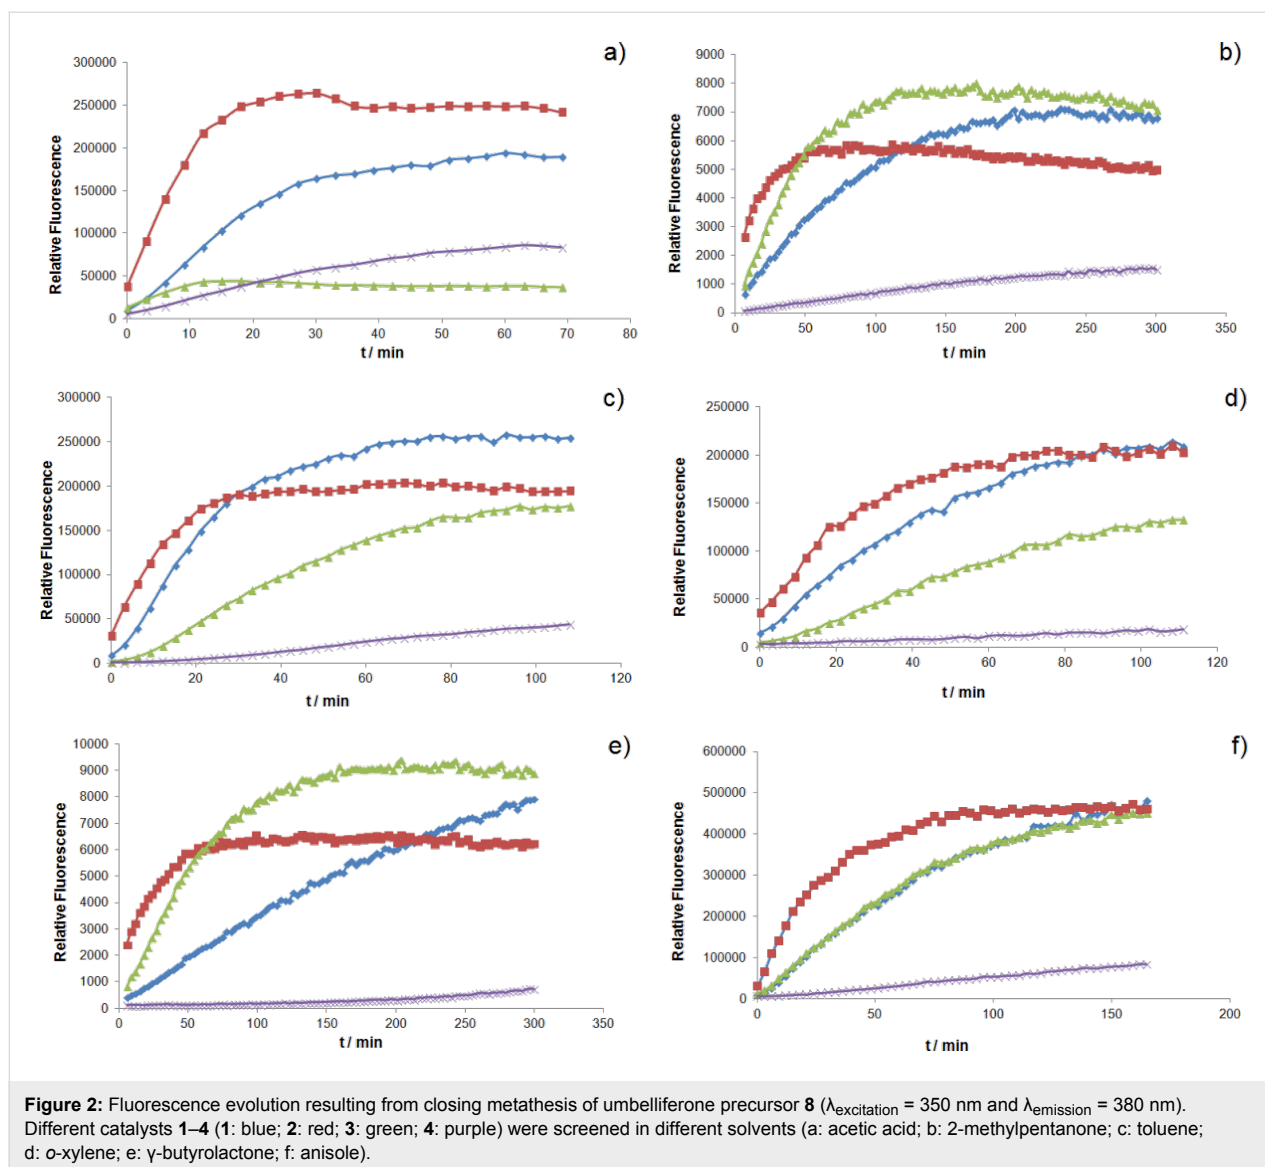 a)
300000
250000
200000
150000
100000
50000
0
Relative Fluorescence
0 10 20 30 40 50 60 70 80
t / min
b)
9000
8000
7000
6000
5000
4000
3000
2000
1000
0
Relative Fluorescence
0 50 100 150 200 250 300 350
t / min
c)
300000
250000
200000
150000
100000
50000
0
Relative Fluorescence
0 20 40 60 80 100 120
t / min
d)
250000
200000
150000
100000
50000
0
Relative Fluorescence
0 20 40 60 80 100 120
t / min
e)
10000
9000
8000
7000
6000
5000
4000
3000
2000
1000
0
Relative Fluorescence
0 50 100 150 200 250 300 350
t / min
f)
600000
500000
400000
300000
200000
100000
0
Relative Fluorescence
0 50 100 150 200
t / min
Figure 2: Fluorescence evolution resulting from closing metathesis of umbelliferone precursor 8 (λexcitation = 350 nm and λemission = 380 nm).
Different catalysts 1–4 (1: blue; 2: red; 3: green; 4: purple) were screened in different solvents (a: acetic acid; b: 2-methylpentanone; c: toluene;
d: o-xylene; e: γ-butyrolactone; f: anisole).